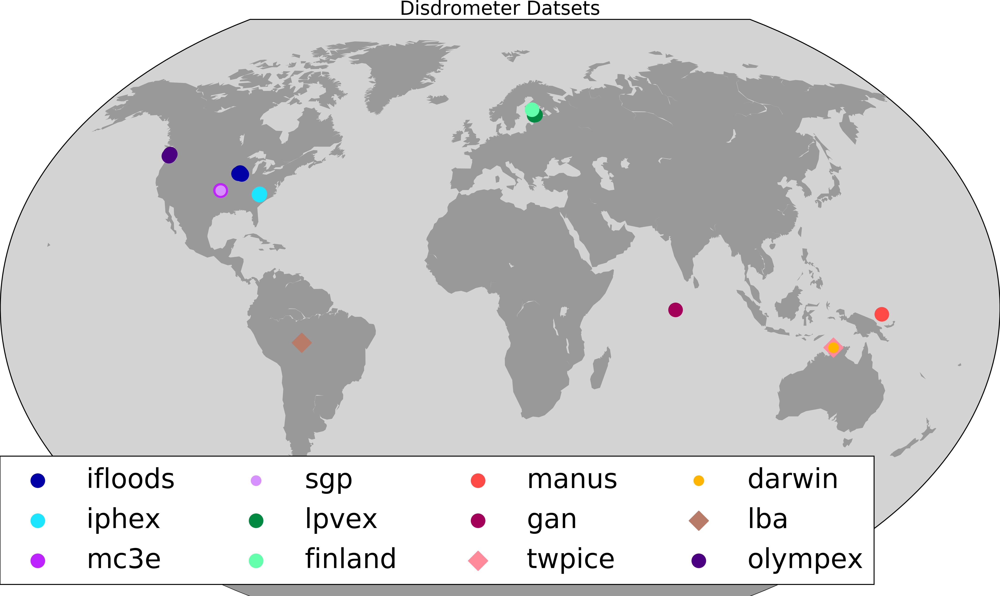 Disdrometer Datsets
ifloods sgp manus darwin
iphex lpvex gan lba
mc3e finland twpice olympex